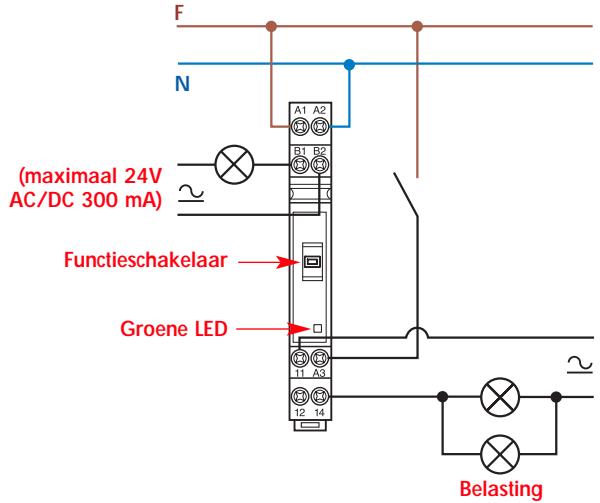 F
N
A1 A2
B1 B2
(maximaal 24V
AC/DC 300 mA)
Functieschakelaar
Groene LED
11 A3
12 14
Belasting